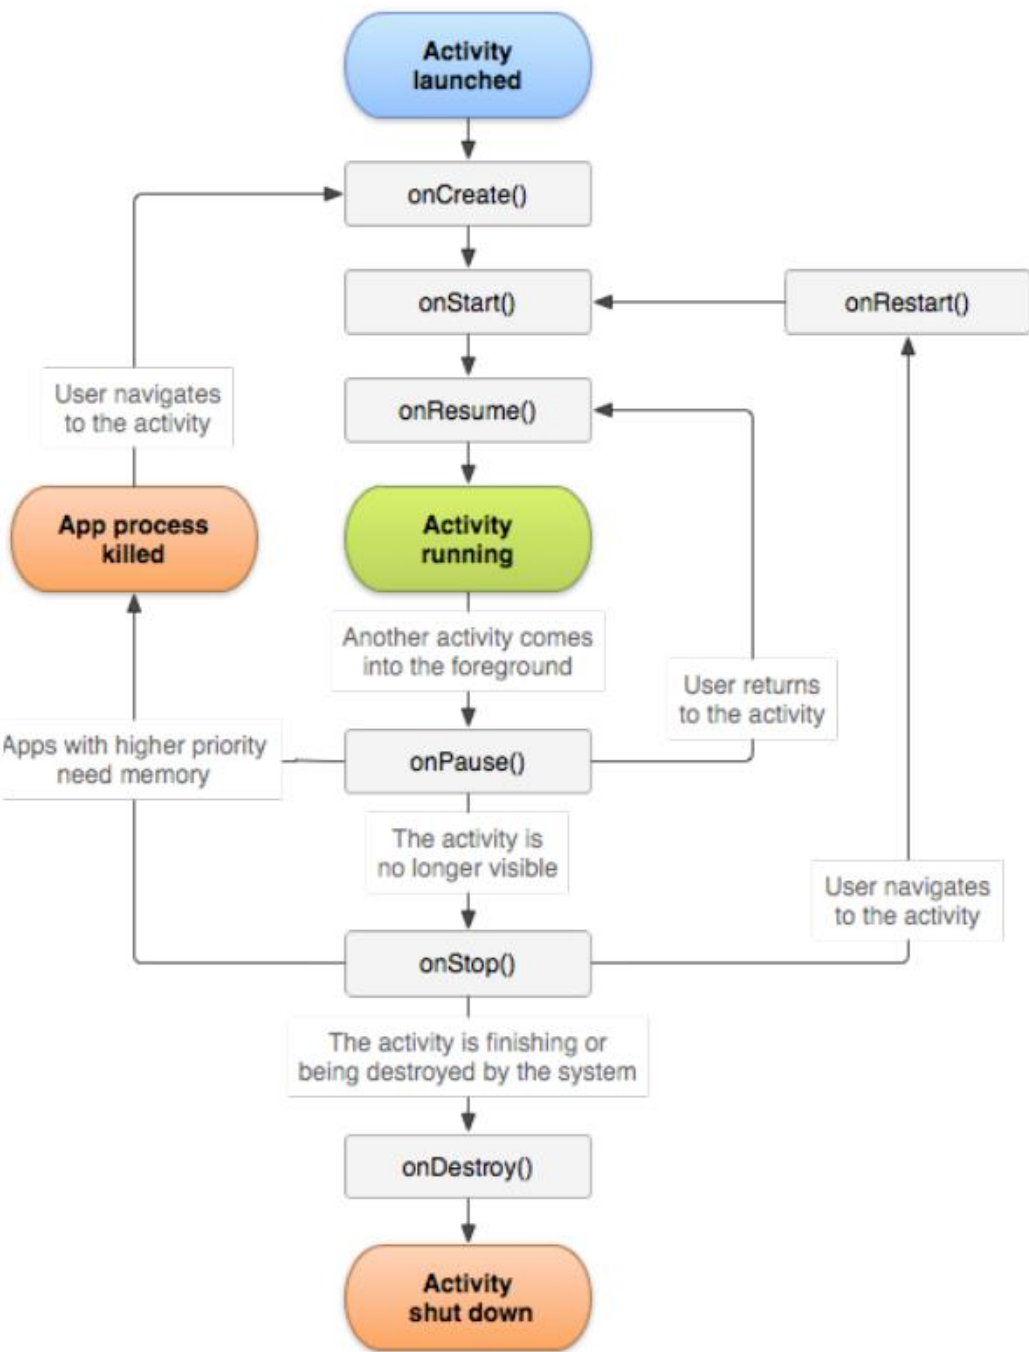 Activity
launched
onCreate()
onStart()
onRestart()
onResume()
User navigates
to the activity
App process
killed
Activity
running
Another activity comes
into the foreground
User returns
to the activity
Apps with higher priority
need memory
onPause()
The activity is
no longer visible
User navigates
to the activity
onStop()
The activity is finishing or
being destroyed by the system
onDestroy()
Activity
shut down